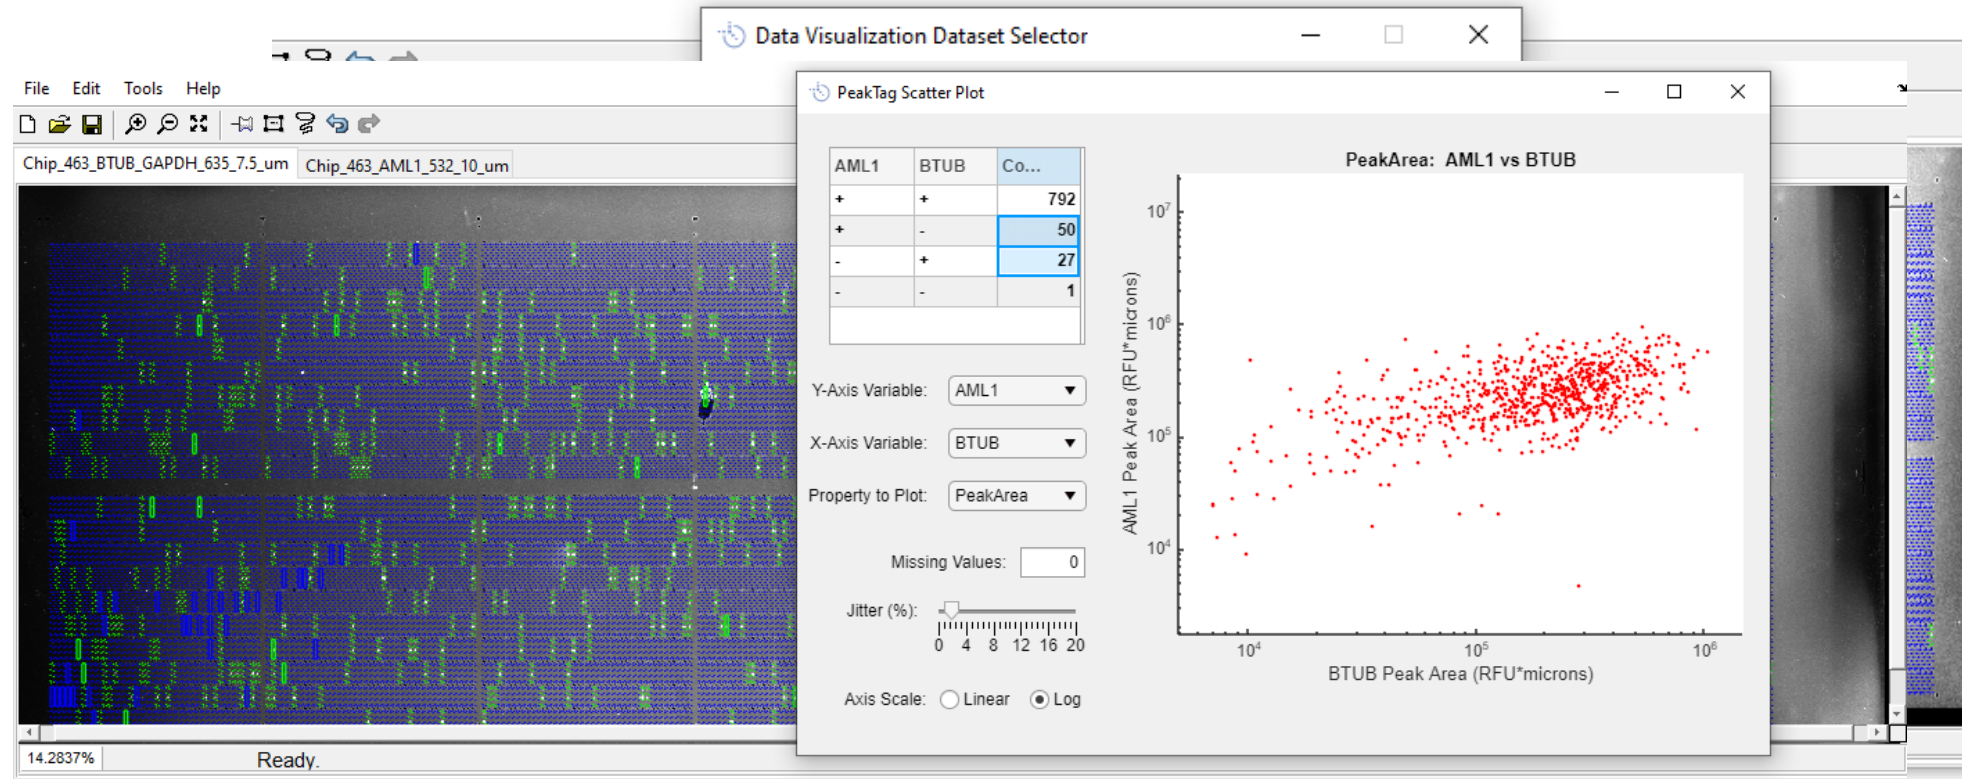 Data Visualization Dataset Selector
File Edit Tools Help
Chip_463_BTUB_GAPDH_635_7.5_um Chip_463_AML1_532_10_um
14.2837% Ready.
PeakTag Scatter Plot
AML1 BTUB Co...
+ + 792
+ - 50
- + 27
- - 1
Y-Axis Variable: AML1
X-Axis Variable: BTUB
Property to Plot: PeakArea
Missing Values: 0
Jitter (%):
0 4 8 12 16 20
Axis Scale: Linear Log
PeakArea: AML1 vs BTUB
AML1 Peak Area (RFU*microns)
10⁷
10⁶
10⁵
10⁴
10⁴ 10⁵ 10⁶
BTUB Peak Area (RFU*microns)